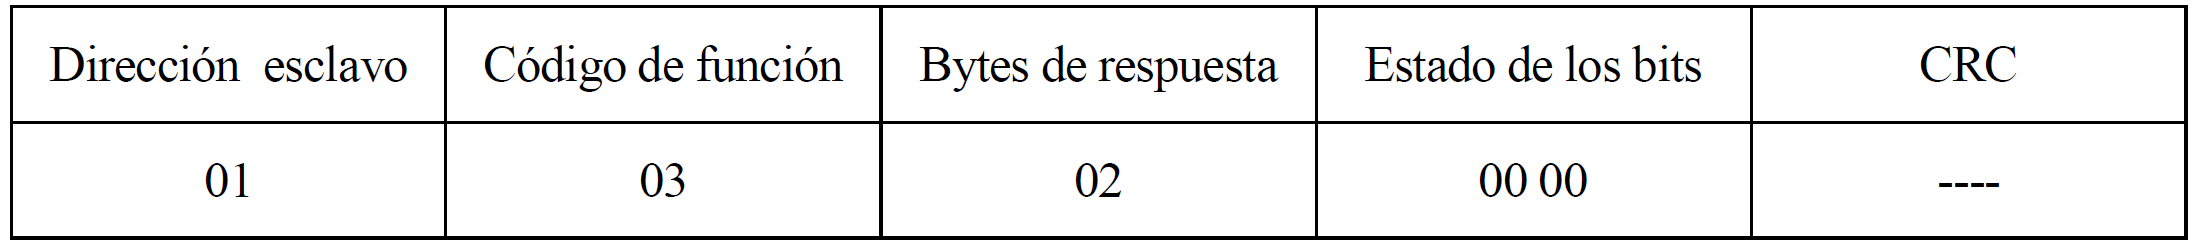 Dirección esclavo Código de función Bytes de respuesta Estado de los bits CRC
01 03 02 00 00 ----